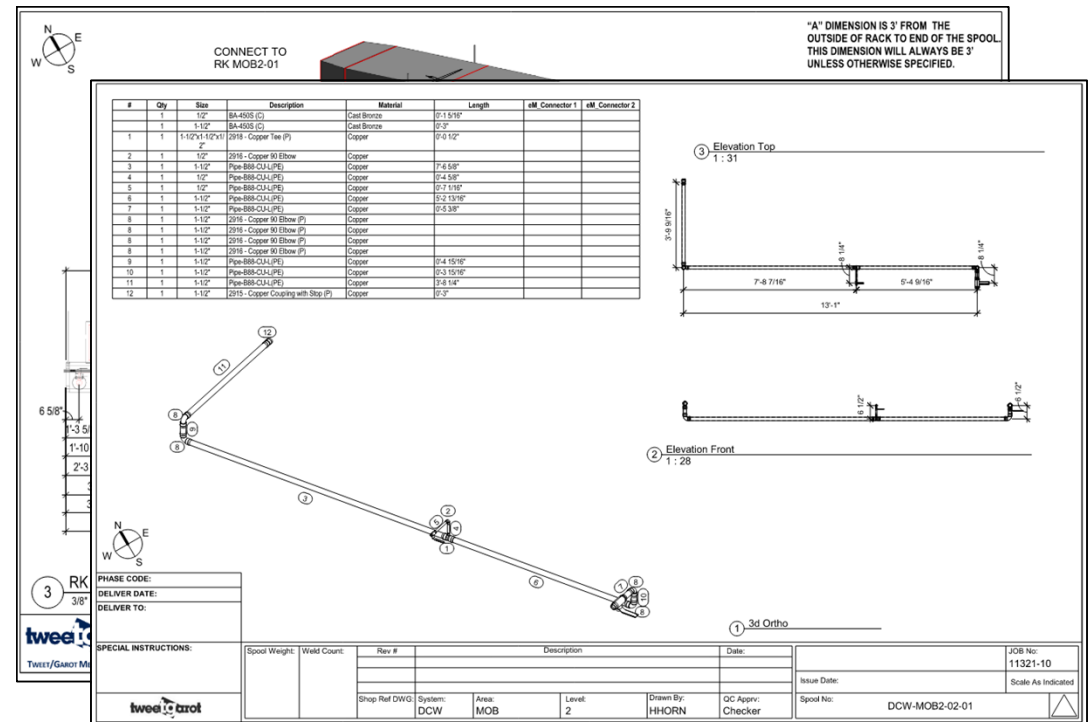 N
E
W
S
CONNECT TO
RK MOB2-01
"A" DIMENSION IS 3' FROM THE
OUTSIDE OF RACK TO END OF THE SPOOL.
THIS DIMENSION WILL ALWAYS BE 3'
UNLESS OTHERWISE SPECIFIED.
6 5/8"
1'-3 5/
1'-10
2'-3
3 RK
3/8"
tweet
TWEET/GAROT ME
# Qty Size Description Material Length eM_Connector 1 eM_Connector 2
1 1/2" BA-450S (C) Cast Bronze 0'-1 5/16"
1 1-1/2" BA-450S (C) Cast Bronze 0'-3"
1 1 1-1/2"x1-1/2"x1/ 2918 - Copper Tee (P) Copper 0'-0 1/2"
2"
2 1 1/2" 2916 - Copper 90 Elbow Copper
3 1 1-1/2" Pipe-B88-CU-L(PE) Copper 7'-6 5/8"
4 1 1/2" Pipe-B88-CU-L(PE) Copper 0'-4 5/8"
5 1 1/2" Pipe-B88-CU-L(PE) Copper 0'-7 1/16"
6 1 1-1/2" Pipe-B88-CU-L(PE) Copper 5'-2 13/16"
7 1 1-1/2" Pipe-B88-CU-L(PE) Copper 0'-5 3/8"
8 1 1-1/2" 2916 - Copper 90 Elbow (P) Copper
8 1 1-1/2" 2916 - Copper 90 Elbow (P) Copper
8 1 1-1/2" 2916 - Copper 90 Elbow (P) Copper
8 1 1-1/2" 2916 - Copper 90 Elbow (P) Copper
9 1 1-1/2" Pipe-B88-CU-L(PE) Copper 0'-4 15/16"
10 1 1-1/2" Pipe-B88-CU-L(PE) Copper 0'-3 15/16"
11 1 1-1/2" Pipe-B88-CU-L(PE) Copper 3'-8 1/4"
12 1 1-1/2" 2915 - Copper Coupling with Stop (P) Copper 0'-3"
3 Elevation Top
1 : 31
3'-9 9/16"
8 1/4"
8 1/4"
7'-8 7/16"
5'-4 9/16"
13'-1"
6 1/2"
6 1/2"
2 Elevation Front
1 : 28
12
11
8
9
8
3
5
2
4
1
6
7
8
10
8
1 3d Ortho
N
E
W
S
PHASE CODE:
DELIVER DATE:
DELIVER TO:
SPECIAL INSTRUCTIONS:
tweet garot
Spool Weight: Weld Count: Rev # Description Date:
Shop Ref DWG: System: Area: Level: Drawn By: QC Apprv:
DCW MOB 2 HHORN Checker
JOB No:
11321-10
Issue Date: Scale As Indicated
Spool No: DCW-MOB2-02-01